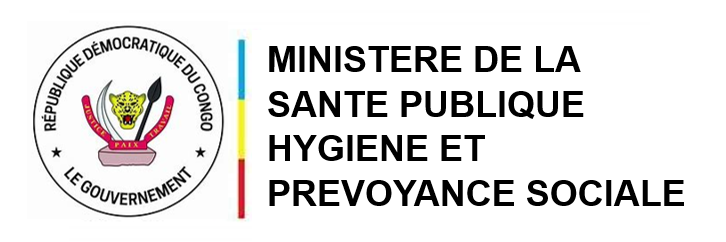 RÉPUBLIQUE DÉMOCRATIQUE DU CONGO
JUSTICE PAIX TRAVAIL
LE GOUVERNEMENT
MINISTERE DE LA
SANTE PUBLIQUE
HYGIENE ET
PREVOYANCE SOCIALE